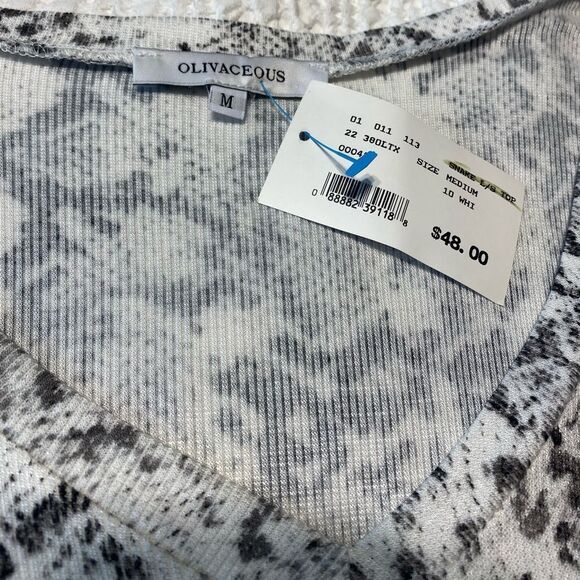 OLIVACEOUS
M
01 011 113
22 380LTX
0004
SNAKE L/S TOP
SIZE MEDIUM
10 WHI
0 88882 39118 8
$48.00